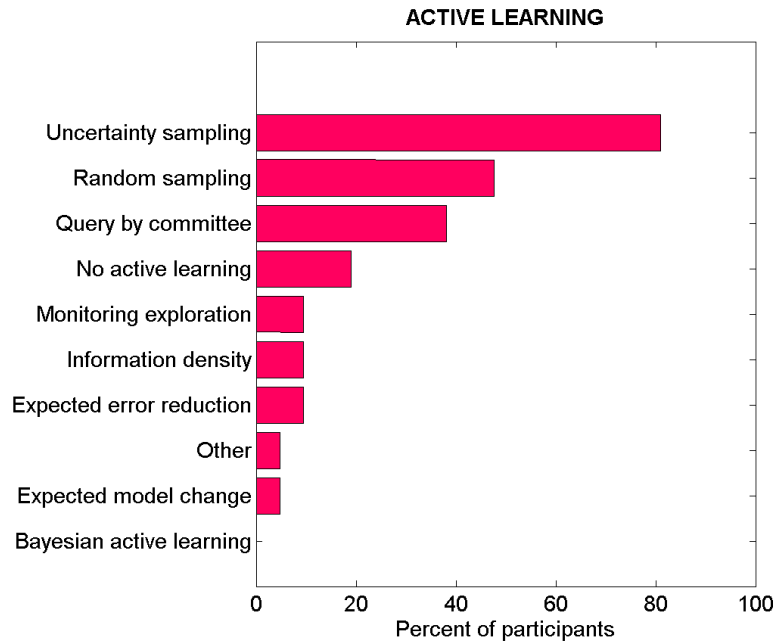 ACTIVE LEARNING
Uncertainty sampling
Random sampling
Query by committee
No active learning
Monitoring exploration
Information density
Expected error reduction
Other
Expected model change
Bayesian active learning
0 20 40 60 80 100
Percent of participants